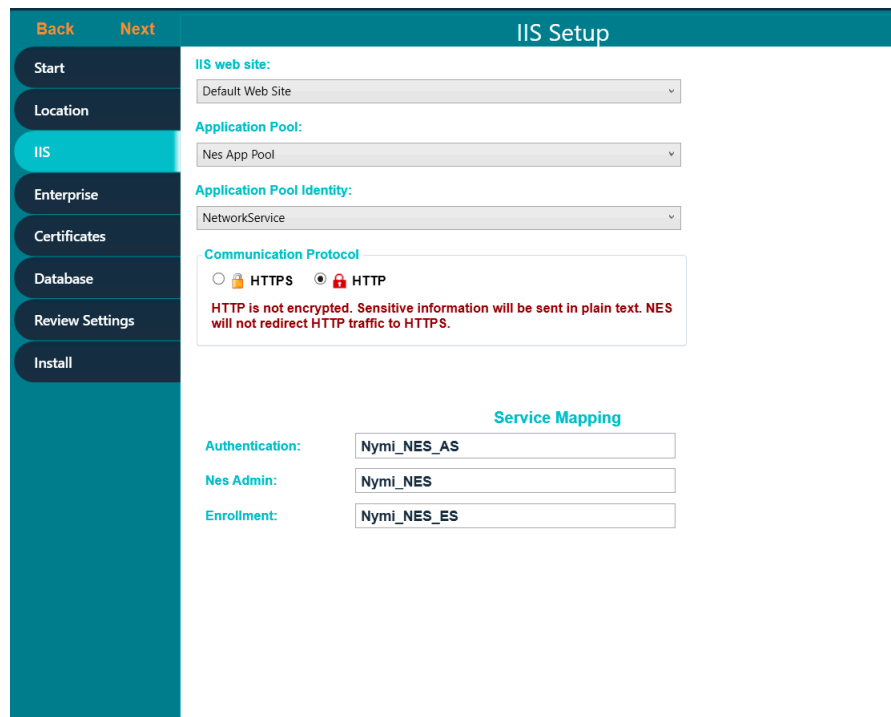 Back Next
IIS Setup
Start
Location
IIS
Enterprise
Certificates
Database
Review Settings
Install
IIS web site:
Default Web Site
Application Pool:
Nes App Pool
Application Pool Identity:
NetworkService
Communication Protocol
HTTPS HTTP
HTTP is not encrypted. Sensitive information will be sent in plain text. NES
will not redirect HTTP traffic to HTTPS.
Service Mapping
Authentication: Nymi_NES_AS
Nes Admin: Nymi_NES
Enrollment: Nymi_NES_ES